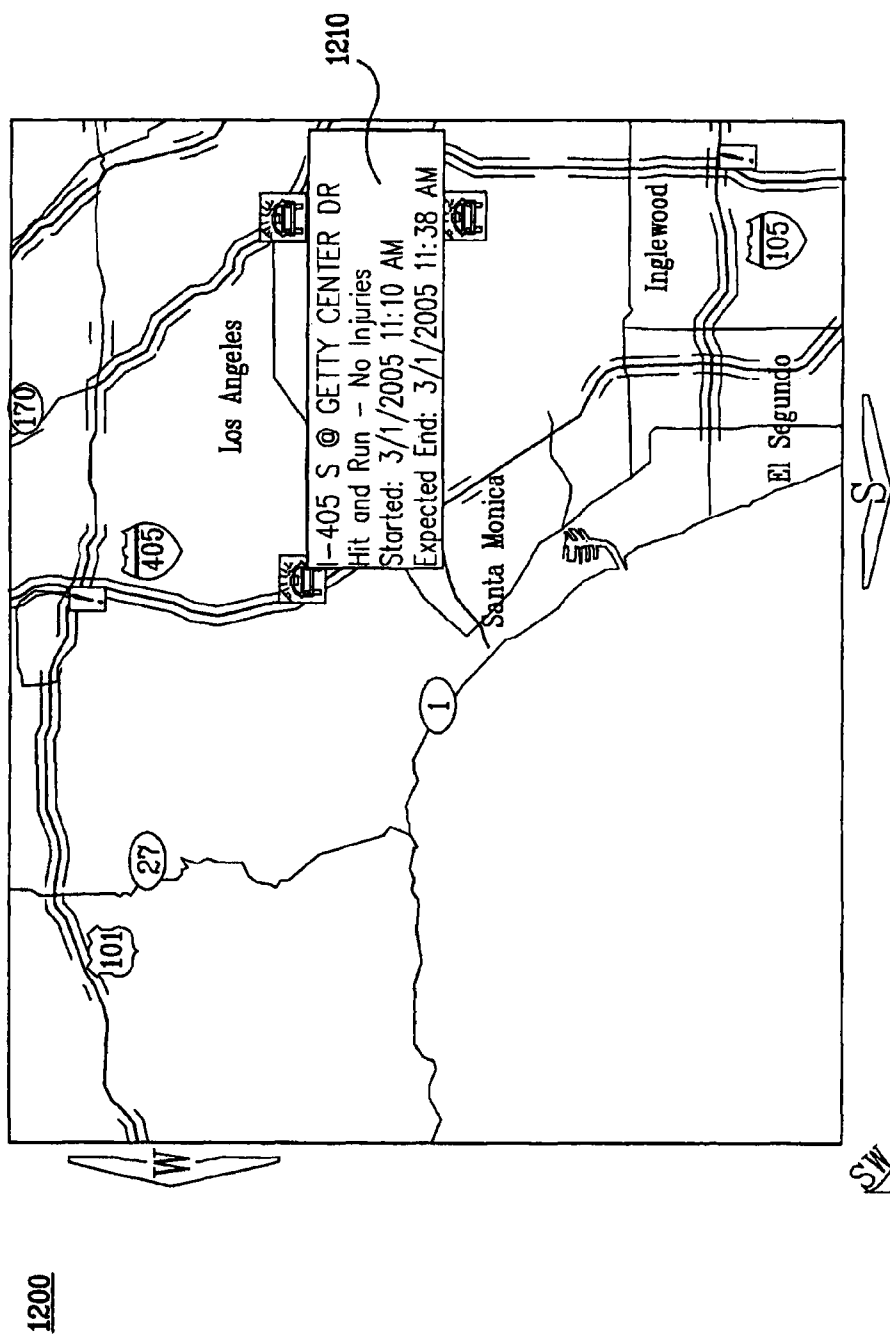 1200
1210
170
Los Angeles
405
101
27
I-405 S @ GETTY CENTER DR
Hit and Run - No Injuries
Started: 3/1/2005 11:10 AM
Expected End: 3/1/2005 11:38 AM
1
Santa Monica
Inglewood
105
El Segundo
W
SW
S